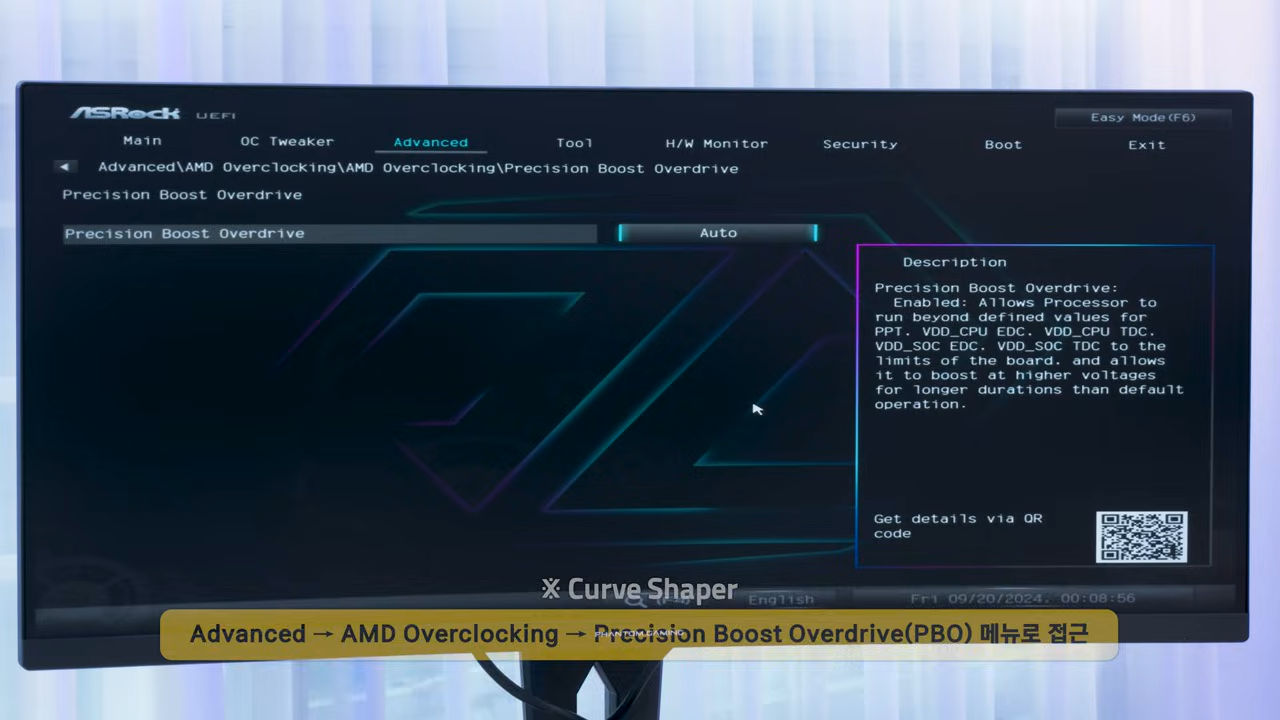 ASRock UEFI
Easy Mode(F6)
Main OC Tweaker Advanced Tool H/W Monitor Security Boot Exit
Advanced\AMD Overclocking\AMD Overclocking\Precision Boost Overdrive
Precision Boost Overdrive
Precision Boost Overdrive Auto
Description
Precision Boost Overdrive:
Enabled: Allows Processor to
run beyond defined values for
PPT. VDD_CPU EDC. VDD_CPU TDC.
VDD_SOC EDC. VDD_SOC TDC to the
limits of the board. and allows
it to boost at higher voltages
for longer durations than default
operation.
Get details via QR
code
※ Curve Shaper
English Fri 09/20/2024. 00:08:56
Advanced → AMD Overclocking → Precision Boost Overdrive(PBO) 메뉴로 접근
PHANTOM GAMING